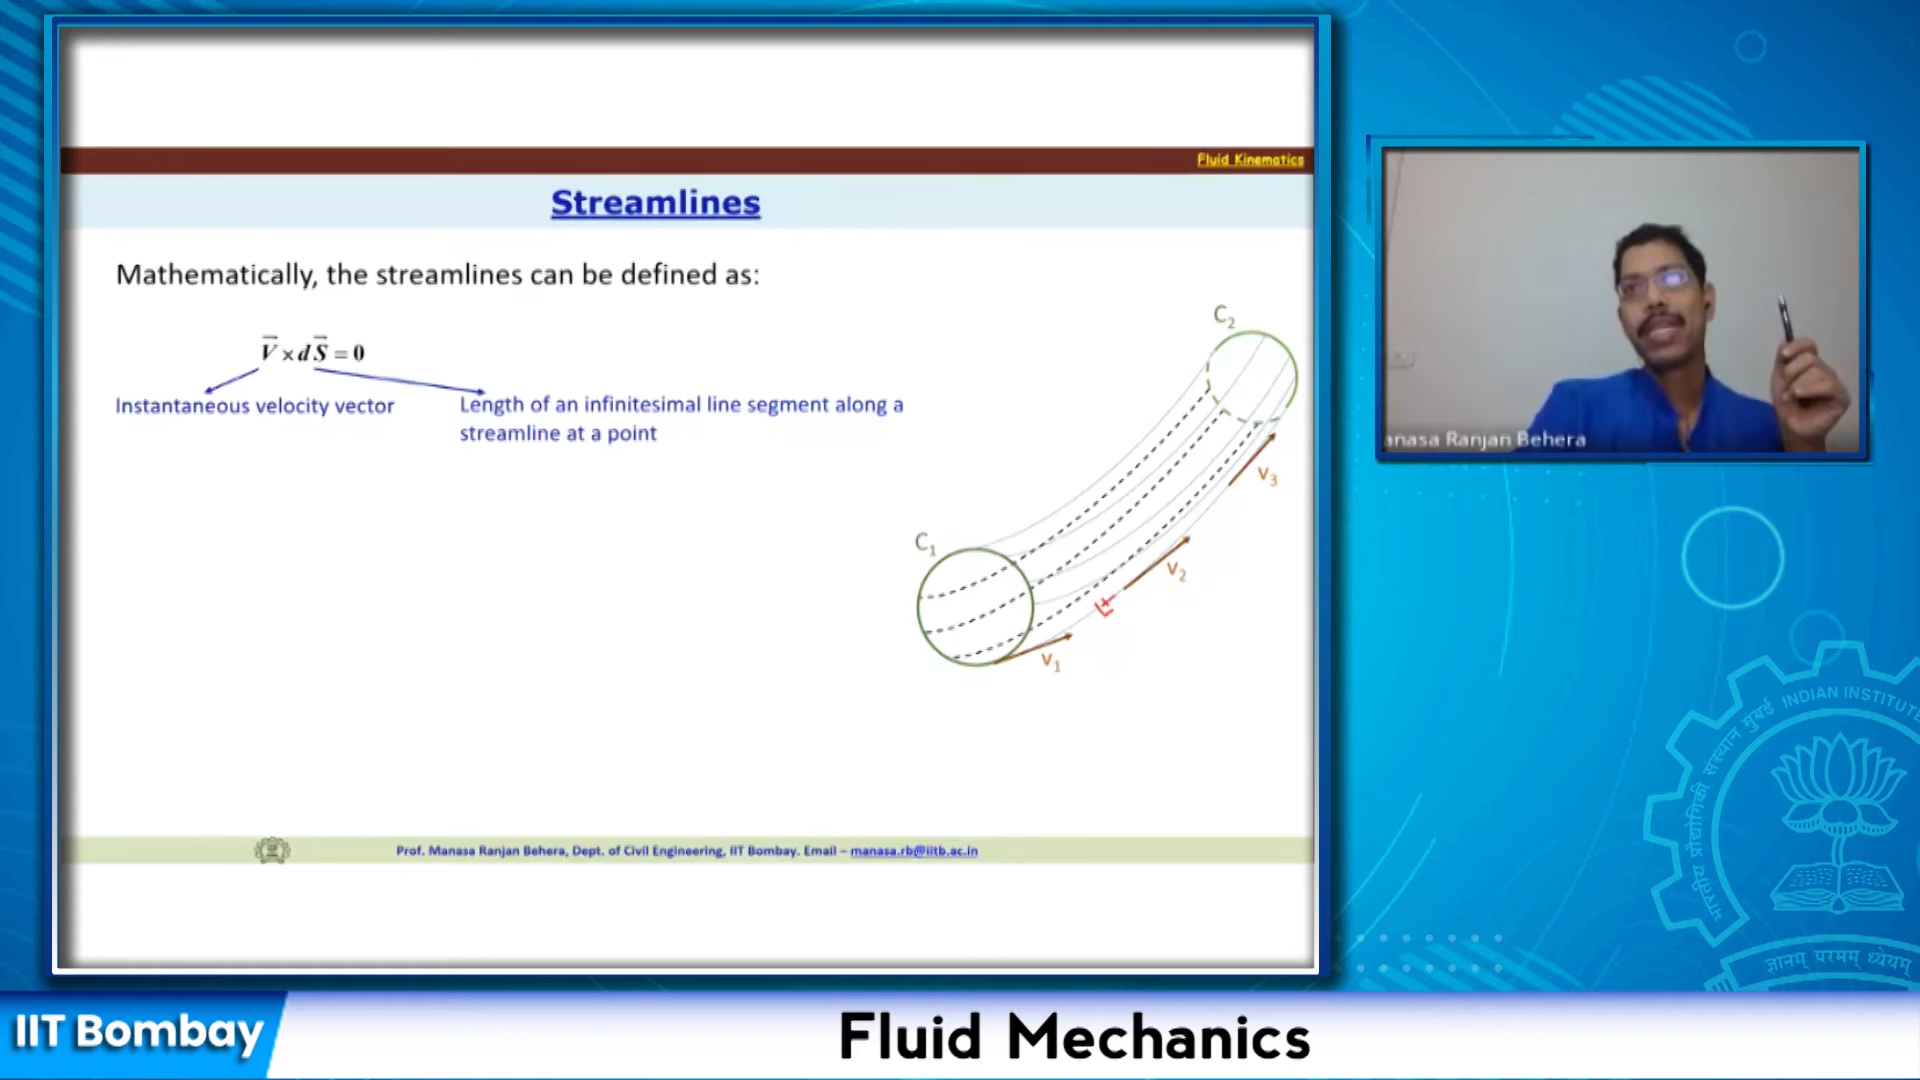 Fluid Kinematics
Streamlines
Mathematically, the streamlines can be defined as:
V × d S = 0
Instantaneous velocity vector
Length of an infinitesimal line segment along a
streamline at a point
C2
C1
V3
V2
V1
anasa Ranjan Behera
Prof. Manasa Ranjan Behera, Dept. of Civil Engineering, IIT Bombay. Email – manasa.rb@iitb.ac.in
भारतीय प्रौद्योगिकी संस्थान मुंबई INDIAN INSTITUTE
ज्ञानम् परमम् ध्येयम्
IIT Bombay
Fluid Mechanics